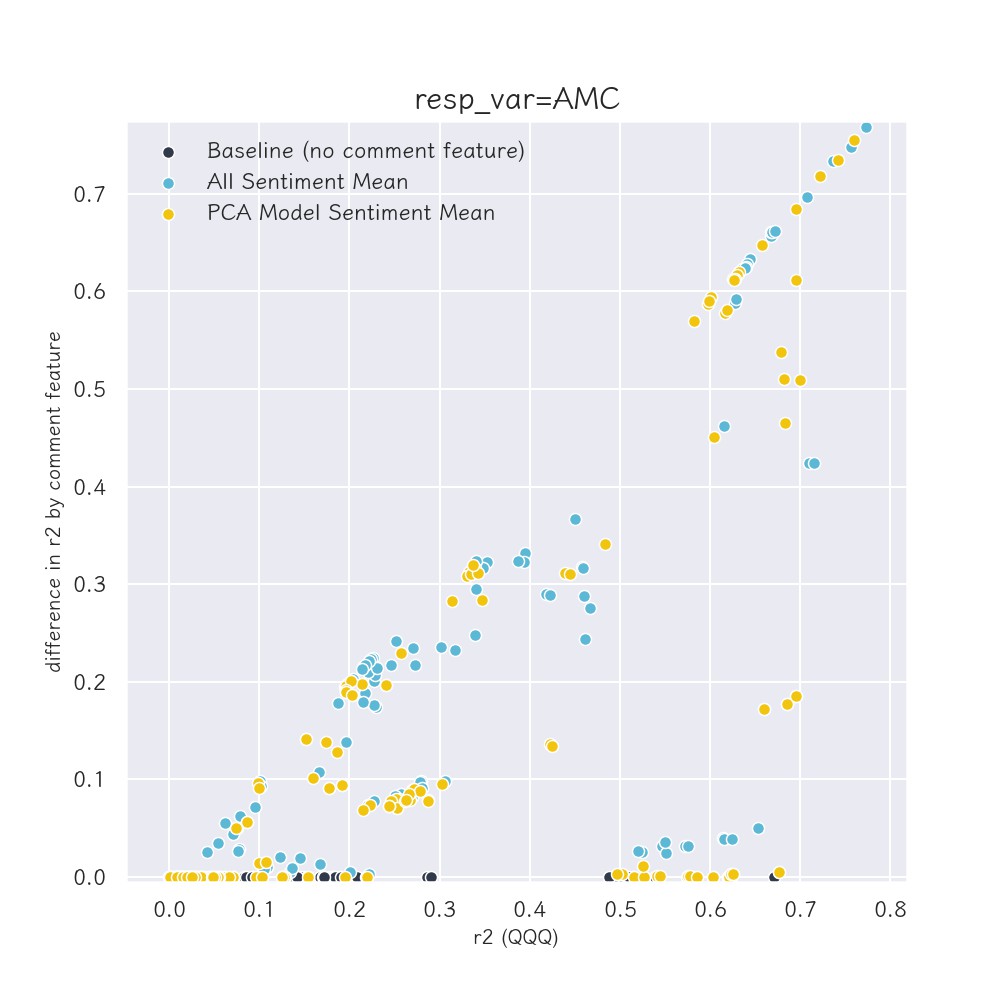 resp_var=AMC
Baseline (no comment feature)
All Sentiment Mean
PCA Model Sentiment Mean
difference in r2 by comment feature
0.7
0.6
0.5
0.4
0.3
0.2
0.1
0.0
0.0 0.1 0.2 0.3 0.4 0.5 0.6 0.7 0.8
r2 (QQQ)